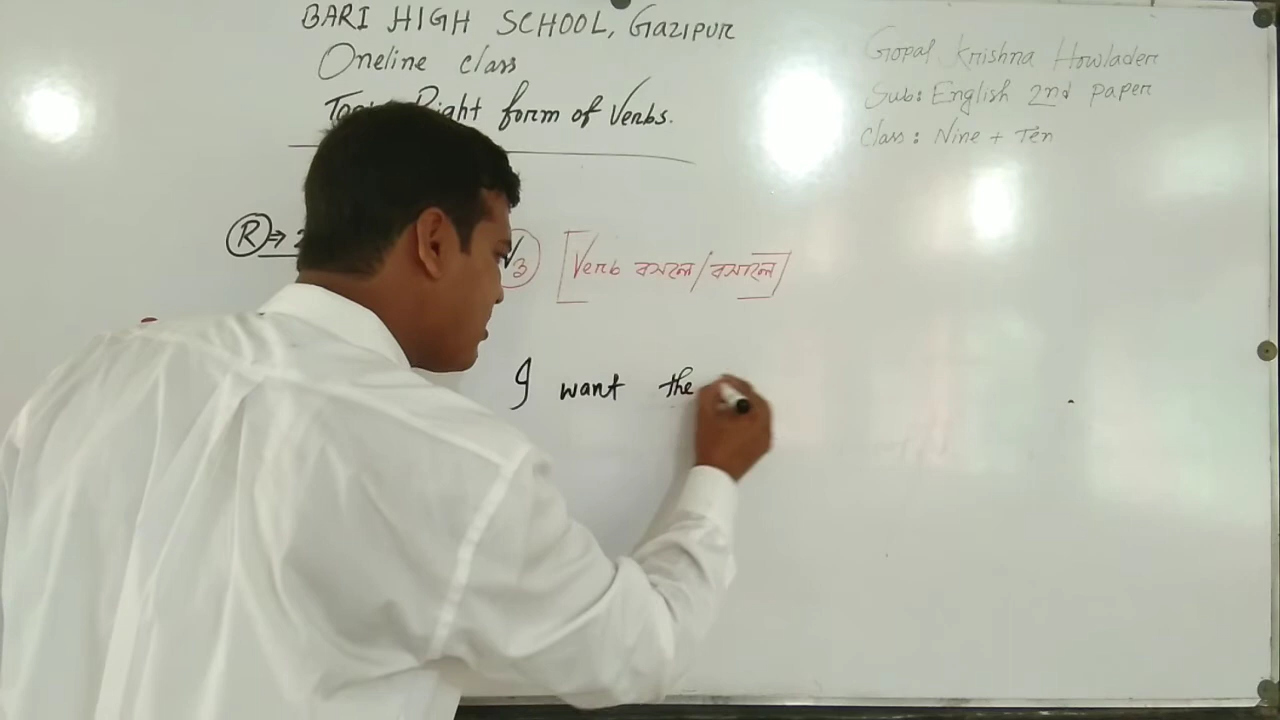 BARI HIGH SCHOOL, Gazipur
Oneline class
Right form of Verbs.
Gopal Krishna Howlader
Sub: English 2nd paper
Class: Nine + Ten
R ⇒
V3 [Verb বসলে/বসালে]
I want the